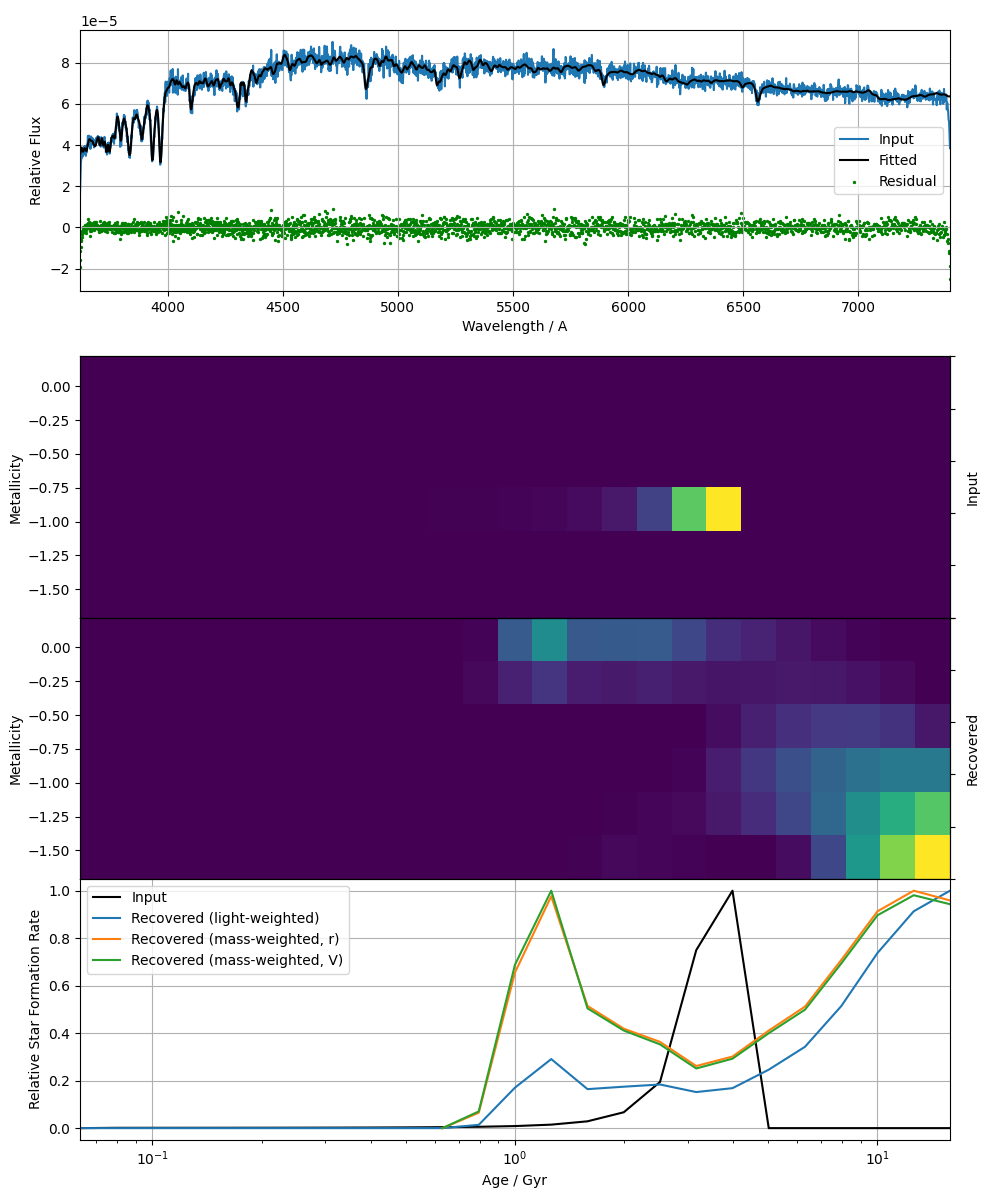 1e−5
8
6
4
2
0
−2
Relative Flux
Input
Fitted
Residual
4000 4500 5000 5500 6000 6500 7000
Wavelength / A
0.00
−0.25
−0.50
−0.75
−1.00
−1.25
−1.50
Metallicity
Input
0.00
−0.25
−0.50
−0.75
−1.00
−1.25
−1.50
Metallicity
Recovered
1.0
0.8
0.6
0.4
0.2
0.0
Relative Star Formation Rate
Input
Recovered (light-weighted)
Recovered (mass-weighted, r)
Recovered (mass-weighted, V)
10⁻¹ 10⁰ 10¹
Age / Gyr